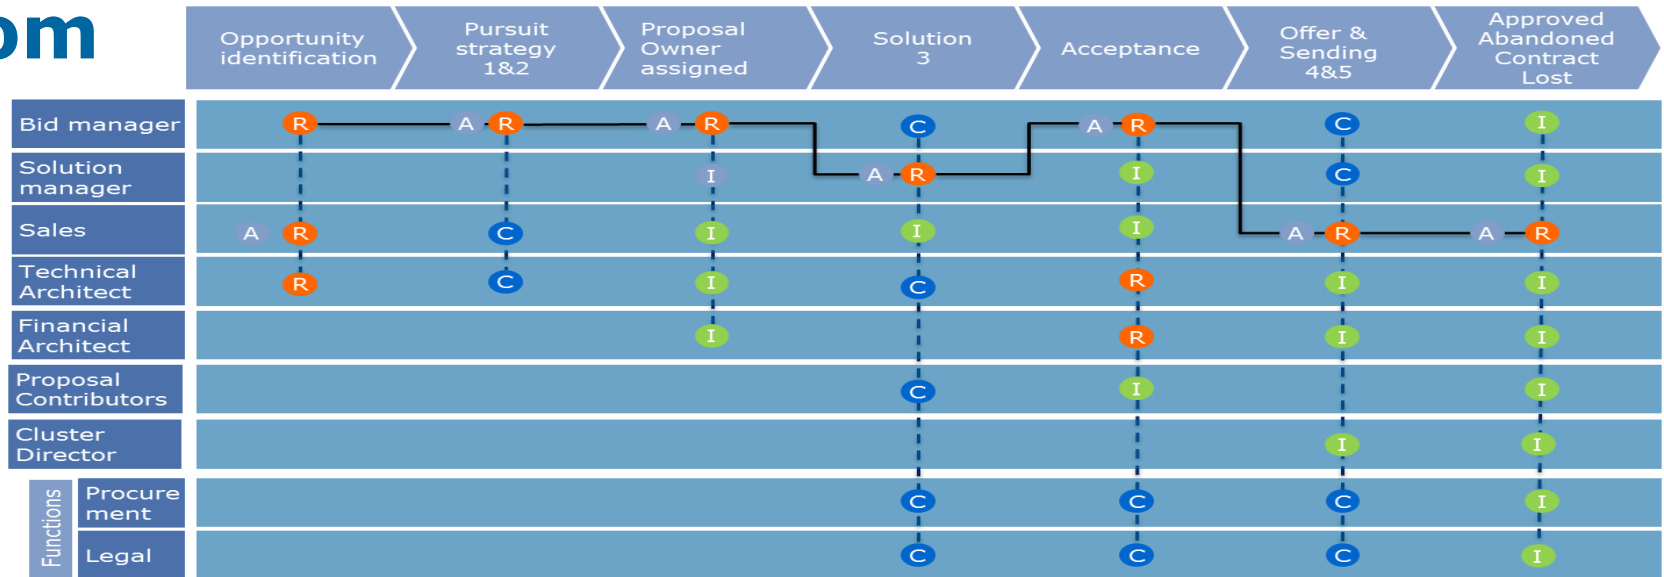 om
Opportunity
identification
Pursuit
strategy
1&2
Proposal
Owner
assigned
Solution
3
Acceptance
Offer &
Sending
4&5
Approved
Abandoned
Contract
Lost
Bid manager
R A R A R C A R C I
Solution
manager
I A R I C I
Sales
A R C I I I A R A R
Technical
Architect
R C I C R I I
Financial
Architect
I R I I
Proposal
Contributors
C I I
Cluster
Director
I I
Functions
Procure
ment
C C C I
Legal
C C C I